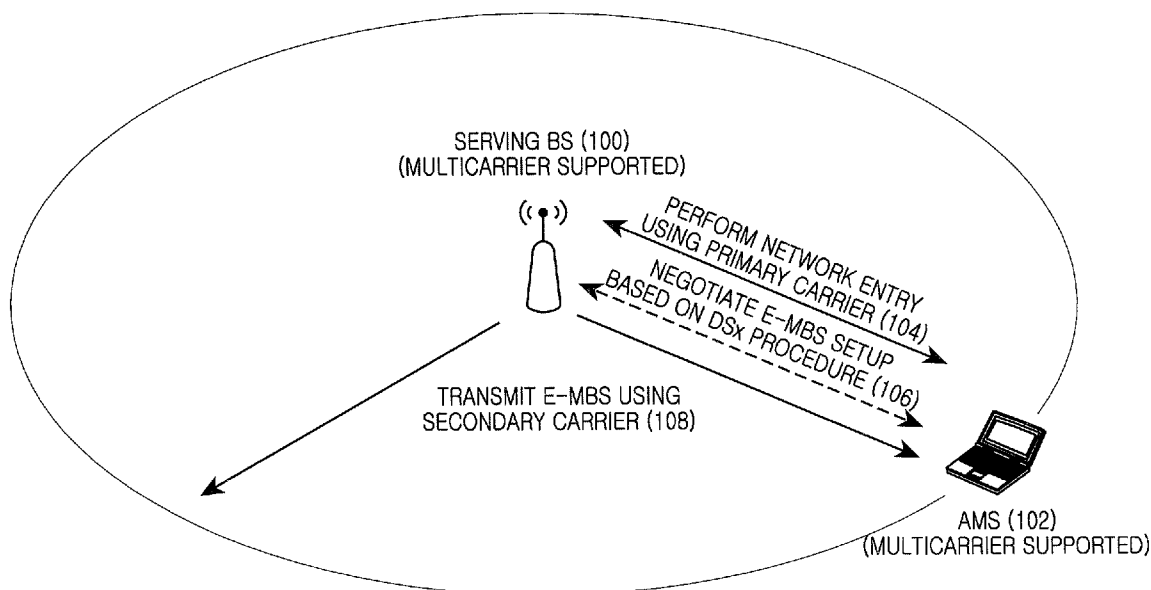 SERVING BS (100)
(MULTICARRIER SUPPORTED)
PERFORM NETWORK ENTRY
USING PRIMARY CARRIER (104)
NEGOTIATE E-MBS SETUP
BASED ON DSx PROCEDURE (106)
TRANSMIT E-MBS USING
SECONDARY CARRIER (108)
AMS (102)
(MULTICARRIER SUPPORTED)